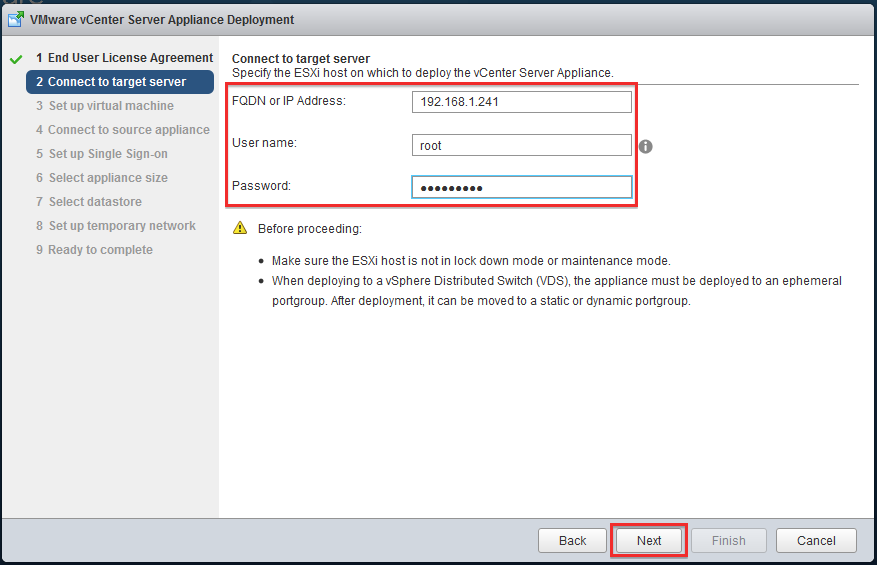 VMware vCenter Server Appliance Deployment
1 End User License Agreement
2 Connect to target server
3 Set up virtual machine
4 Connect to source appliance
5 Set up Single Sign-on
6 Select appliance size
7 Select datastore
8 Set up temporary network
9 Ready to complete
Connect to target server
Specify the ESXi host on which to deploy the vCenter Server Appliance.
FQDN or IP Address: 192.168.1.241
User name: root
Password: •••••••••
Before proceeding:
• Make sure the ESXi host is not in lock down mode or maintenance mode.
• When deploying to a vSphere Distributed Switch (VDS), the appliance must be deployed to an ephemeral
portgroup. After deployment, it can be moved to a static or dynamic portgroup.
Back Next Finish Cancel